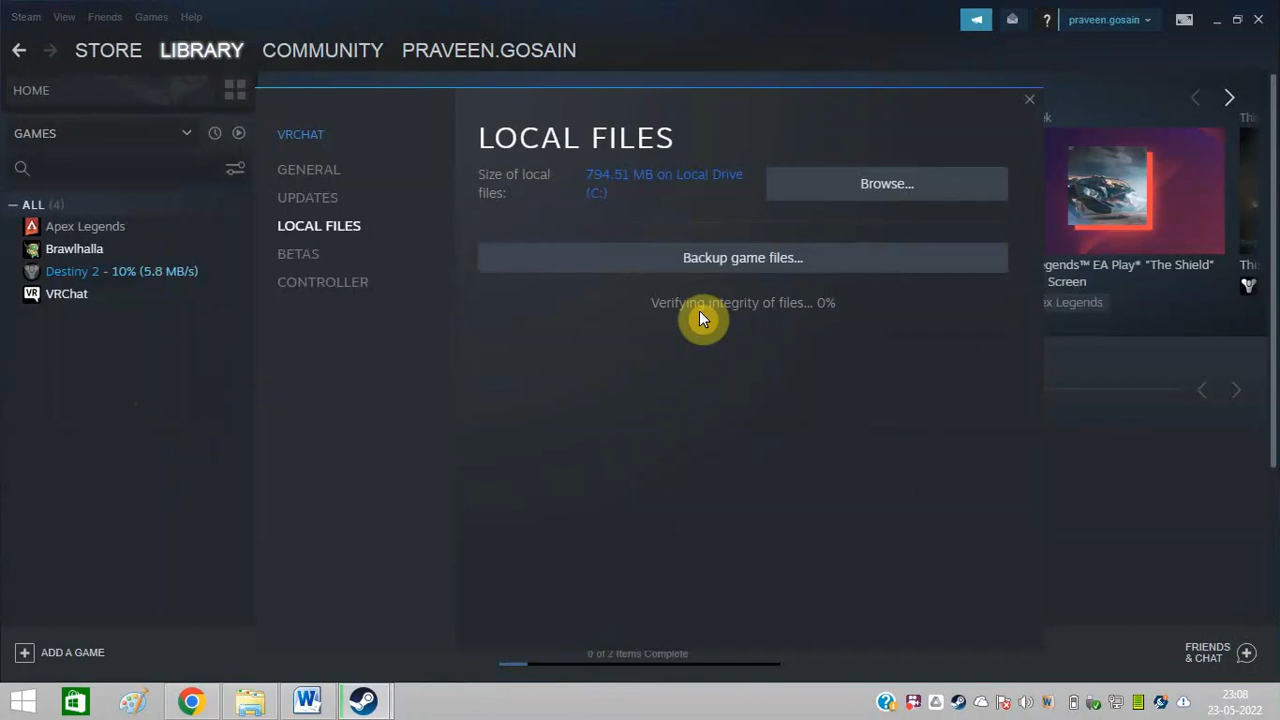 Steam View Friends Games Help
praveen.gosain
STORE LIBRARY COMMUNITY PRAVEEN.GOSAIN
HOME
GAMES
ALL (4)
Apex Legends
Brawlhalla
Destiny 2 - 10% (5.8 MB/s)
VRChat
VRCHAT
GENERAL
UPDATES
LOCAL FILES
BETAS
CONTROLLER
LOCAL FILES
Size of local
files:
794.51 MB on Local Drive
(C:)
Browse...
Backup game files...
Verifying integrity of files... 0%
EA Play* "The Shield"
Screen
Legends
ADD A GAME
0 of 2 Items Complete
FRIENDS
& CHAT
23:08
23-05-2022